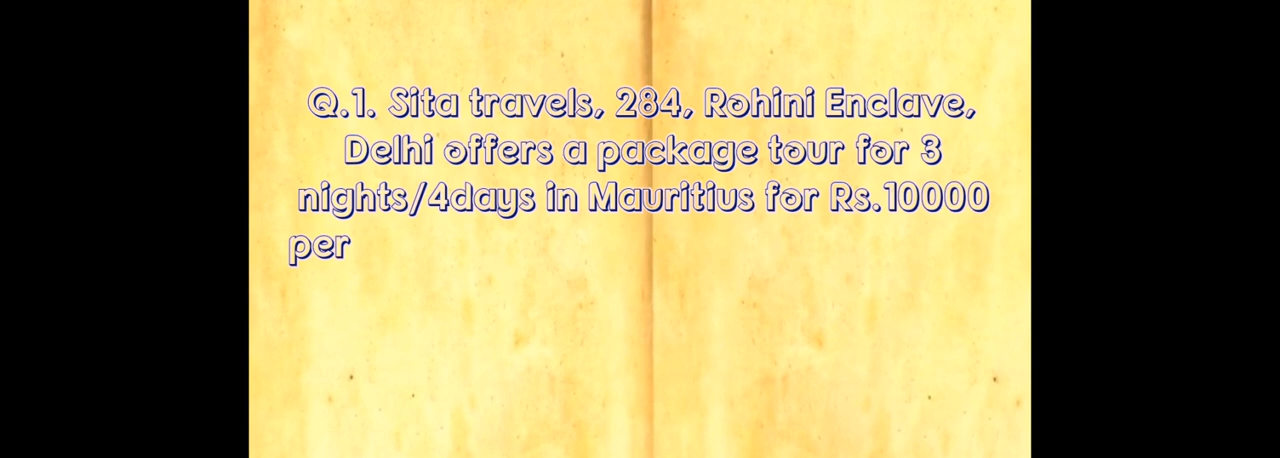 Q.1. Sita travels, 284, Rohini Enclave,
Delhi offers a package tour for 3
nights/4days in Mauritius for Rs.10000
per